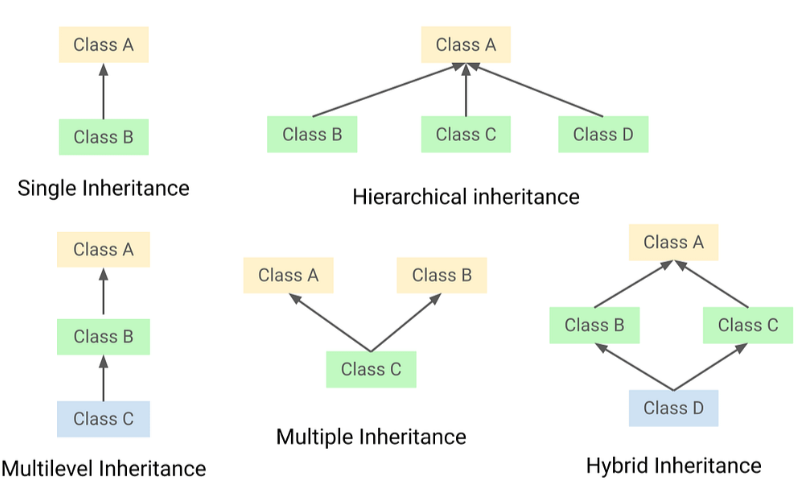 Class A
Class B
Single Inheritance
Class A
Class B
Class C
Class D
Hierarchical inheritance
Class A
Class B
Class C
Multilevel Inheritance
Class A
Class B
Class C
Multiple Inheritance
Class A
Class B
Class C
Class D
Hybrid Inheritance